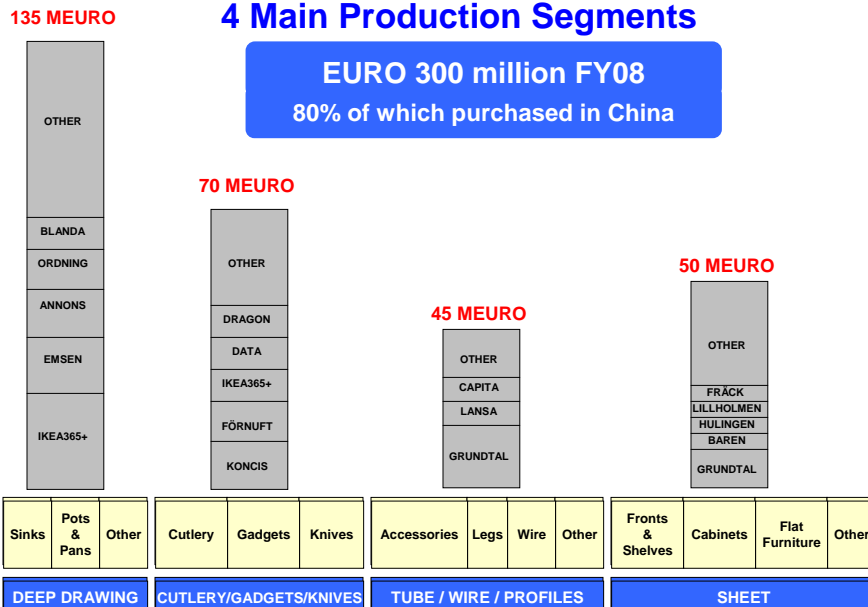 4 Main Production Segments
EURO 300 million FY08
80% of which purchased in China
135 MEURO
OTHER
BLANDA
ORDNING
ANNONS
EMSEN
IKEA365+
70 MEURO
OTHER
DRAGON
DATA
IKEA365+
FÖRNUFT
KONCIS
45 MEURO
OTHER
CAPITA
LANSA
GRUNDTAL
50 MEURO
OTHER
FRÄCK
LILLHOLMEN
HULINGEN
BAREN
GRUNDTAL
Sinks
Pots
&
Pans
Other
Cutlery
Gadgets
Knives
Accessories
Legs
Wire
Other
Fronts
&
Shelves
Cabinets
Flat
Furniture
Other
DEEP DRAWING
CUTLERY/GADGETS/KNIVES
TUBE / WIRE / PROFILES
SHEET